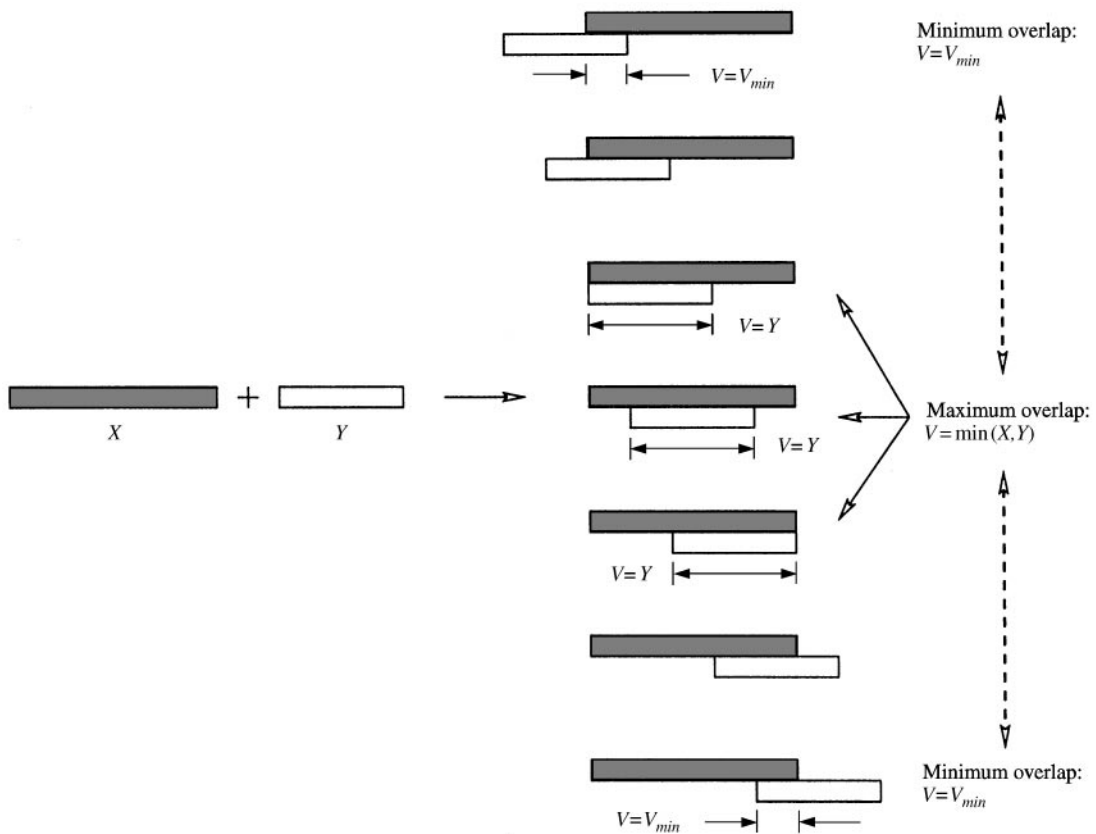 Minimum overlap:
V=V_min
V=V_min
V=Y
X + Y
V=Y
Maximum overlap:
V=min(X,Y)
V=Y
Minimum overlap:
V=V_min
V=V_min